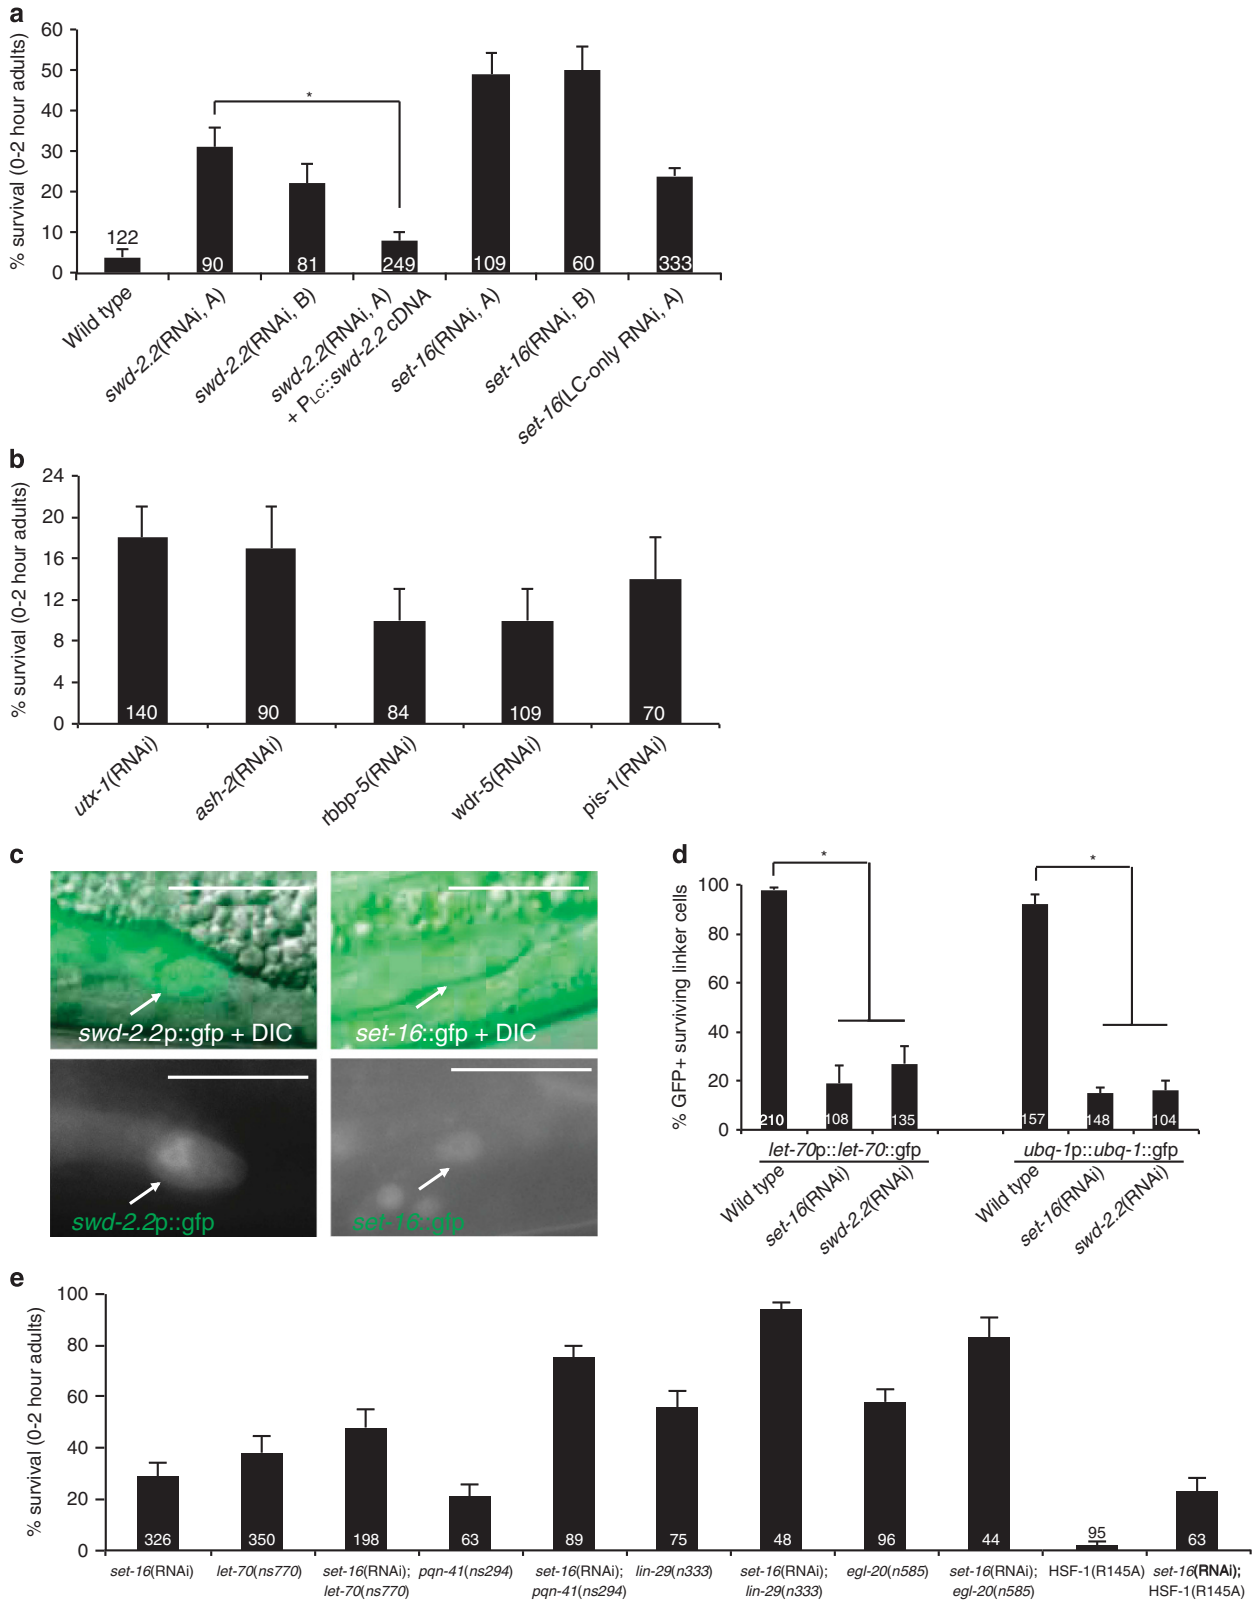 a
% survival (0-2 hour adults)
60
50
40
30
20
10
0
*
122
90
81
249
109
60
333
Wild type
swd-2.2(RNAi, A)
swd-2.2(RNAi, B)
swd-2.2(RNAi, A)
+ PLC::swd-2.2 cDNA
set-16(RNAi, A)
set-16(RNAi, B)
set-16(LC-only RNAi, A)
b
% survival (0-2 hour adults)
24
20
16
12
8
4
0
140
90
84
109
70
utx-1(RNAi)
ash-2(RNAi)
rbbp-5(RNAi)
wdr-5(RNAi)
pis-1(RNAi)
c
swd-2.2p::gfp + DIC
set-16::gfp + DIC
swd-2.2p::gfp
set-16::gfp
d
% GFP+ surviving linker cells
100
80
60
40
20
0
*
*
210
108
135
157
148
104
let-70p::let-70::gfp
ubq-1p::ubq-1::gfp
Wild type
set-16(RNAi)
swd-2.2(RNAi)
Wild type
set-16(RNAi)
swd-2.2(RNAi)
e
% survival (0-2 hour adults)
100
80
60
40
20
0
326
350
198
63
89
75
48
96
44
95
63
set-16(RNAi)
let-70(ns770)
set-16(RNAi);
let-70(ns770)
pqn-41(ns294)
set-16(RNAi);
pqn-41(ns294)
lin-29(n333)
set-16(RNAi);
lin-29(n333)
egl-20(n585)
set-16(RNAi);
egl-20(n585)
HSF-1(R145A)
set-16(RNAi);
HSF-1(R145A)